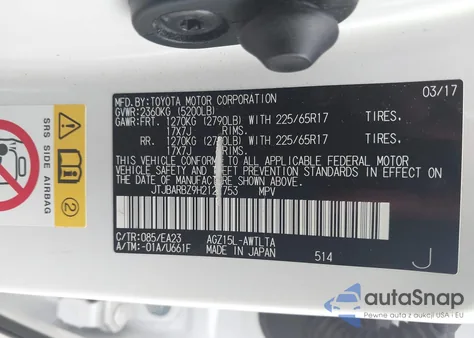 MFD.BY:TOYOTA MOTOR CORPORATION 03/17
GVWR:2360KG (5200LB)
GAWR:FRT. 1270KG (2790LB) WITH 225/65R17 TIRES.
17X7J RIMS.
RR. 1270KG (2790LB) WITH 225/65R17 TIRES.
17X7J RIMS.
THIS VEHICLE CONFORMS TO ALL APPLICABLE FEDERAL MOTOR
VEHICLE SAFETY AND THEFT PREVENTION STANDARDS IN EFFECT
ON THE DATE OF MANUFACTURE SHOWN ABOVE.
MPV
C/TR:085/EA23 AGZ15L-AWTLTA
A/TM:-01A/U661F MADE IN JAPAN 514 J
SRS SIDE AIRBAG
2
autoSnap
Pewne auta z aukcji USA i EU